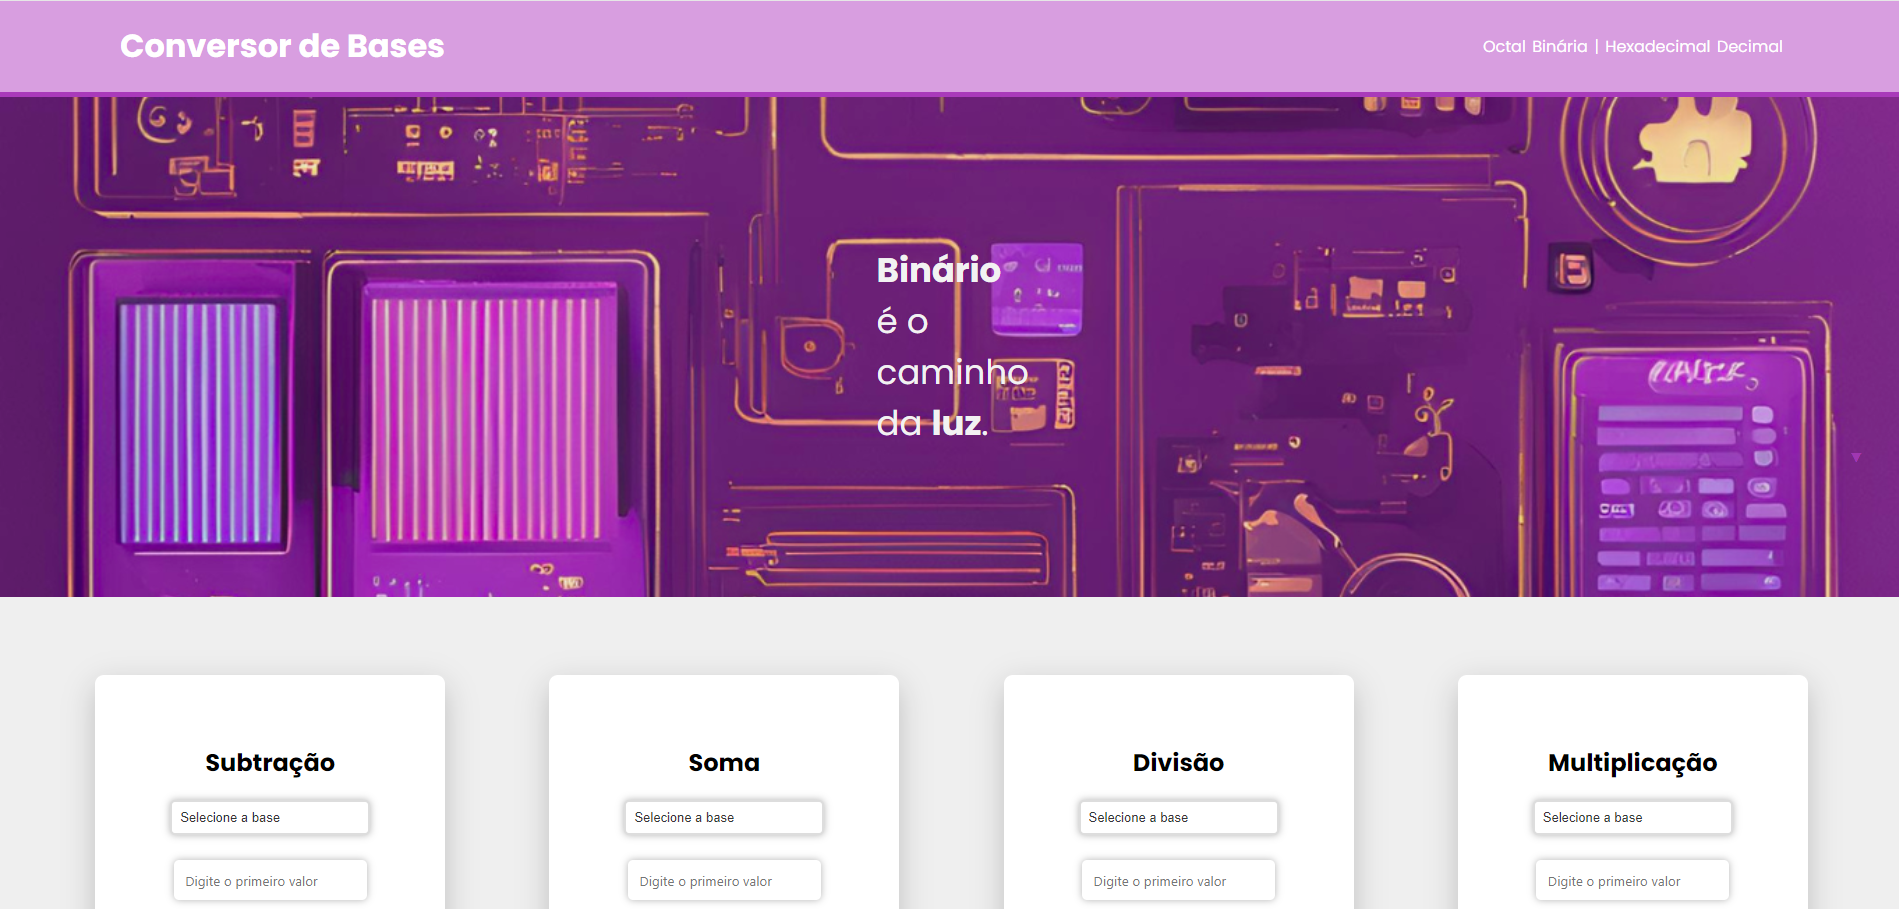 Conversor de Bases
Octal Binária | Hexadecimal Decimal
Binário
é o
caminho
da luz.
Subtração
Soma
Divisão
Multiplicação
Selecione a base
Selecione a base
Selecione a base
Selecione a base
Digite o primeiro valor
Digite o primeiro valor
Digite o primeiro valor
Digite o primeiro valor